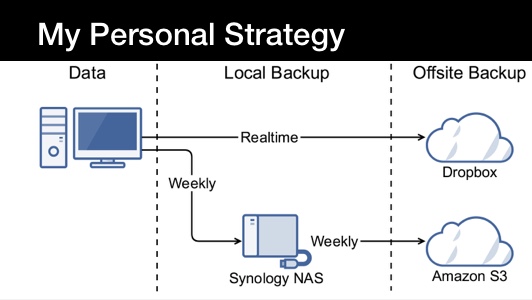 My Personal Strategy
Data
Local Backup
Offsite Backup
Realtime
Dropbox
Weekly
Weekly
Synology NAS
Amazon S3